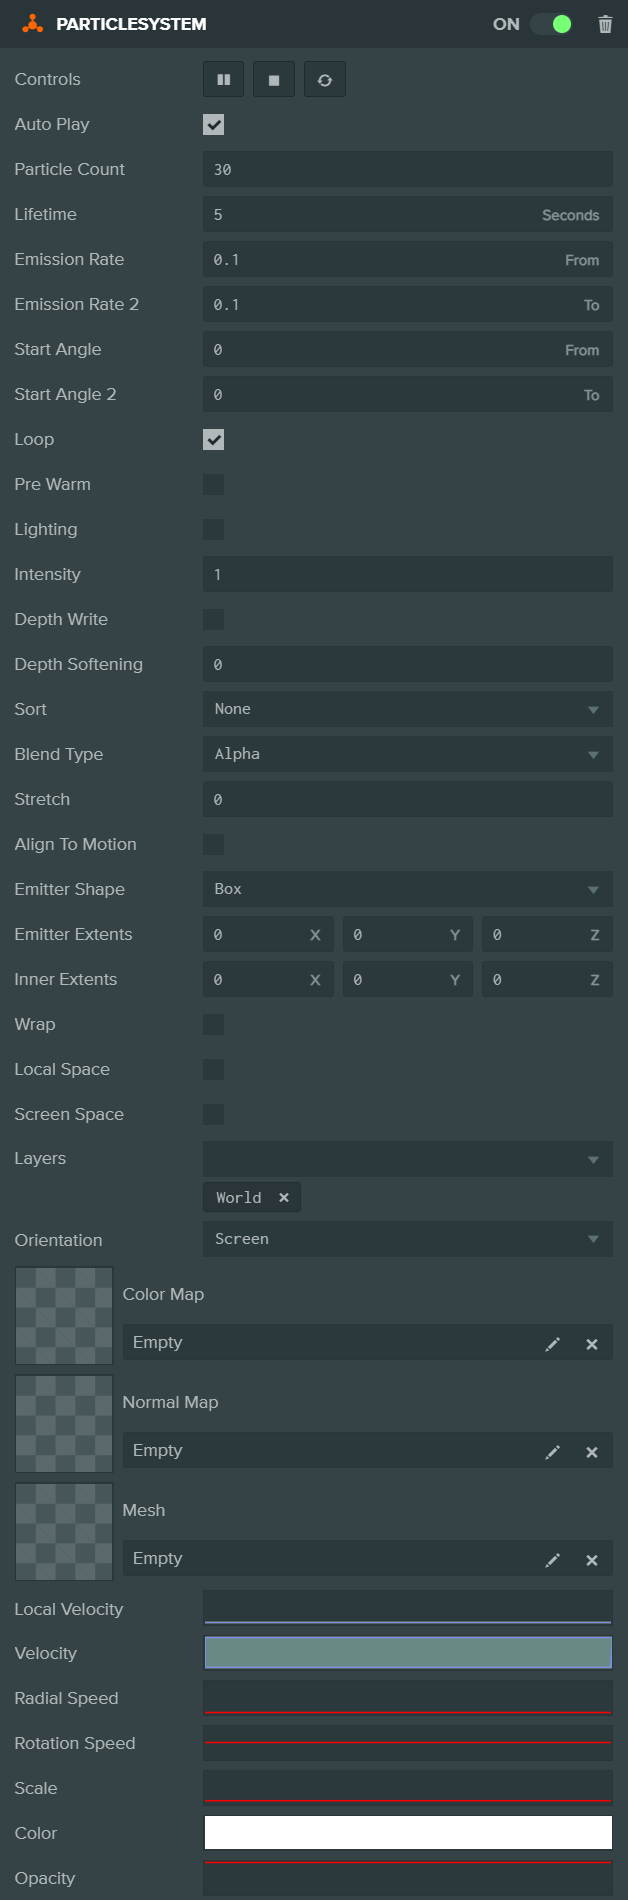 PARTICLESYSTEM ON
Controls
Auto Play
Particle Count 30
Lifetime 5 Seconds
Emission Rate 0.1 From
Emission Rate 2 0.1 To
Start Angle 0 From
Start Angle 2 0 To
Loop
Pre Warm
Lighting
Intensity 1
Depth Write
Depth Softening 0
Sort None
Blend Type Alpha
Stretch 0
Align To Motion
Emitter Shape Box
Emitter Extents 0 X 0 Y 0 Z
Inner Extents 0 X 0 Y 0 Z
Wrap
Local Space
Screen Space
Layers
World
Orientation Screen
Color Map
Empty
Normal Map
Empty
Mesh
Empty
Local Velocity
Velocity
Radial Speed
Rotation Speed
Scale
Color
Opacity